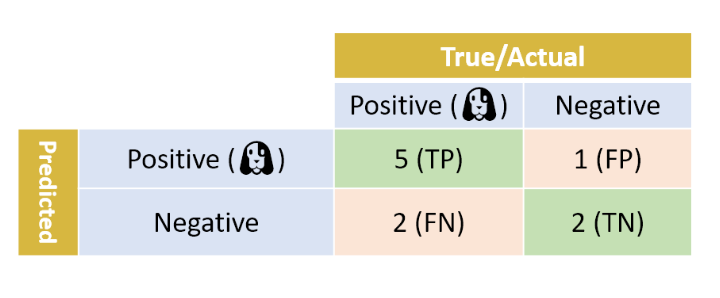 True/Actual
Positive ( ) Negative
Predicted
Positive ( ) 5 (TP) 1 (FP)
Negative 2 (FN) 2 (TN)